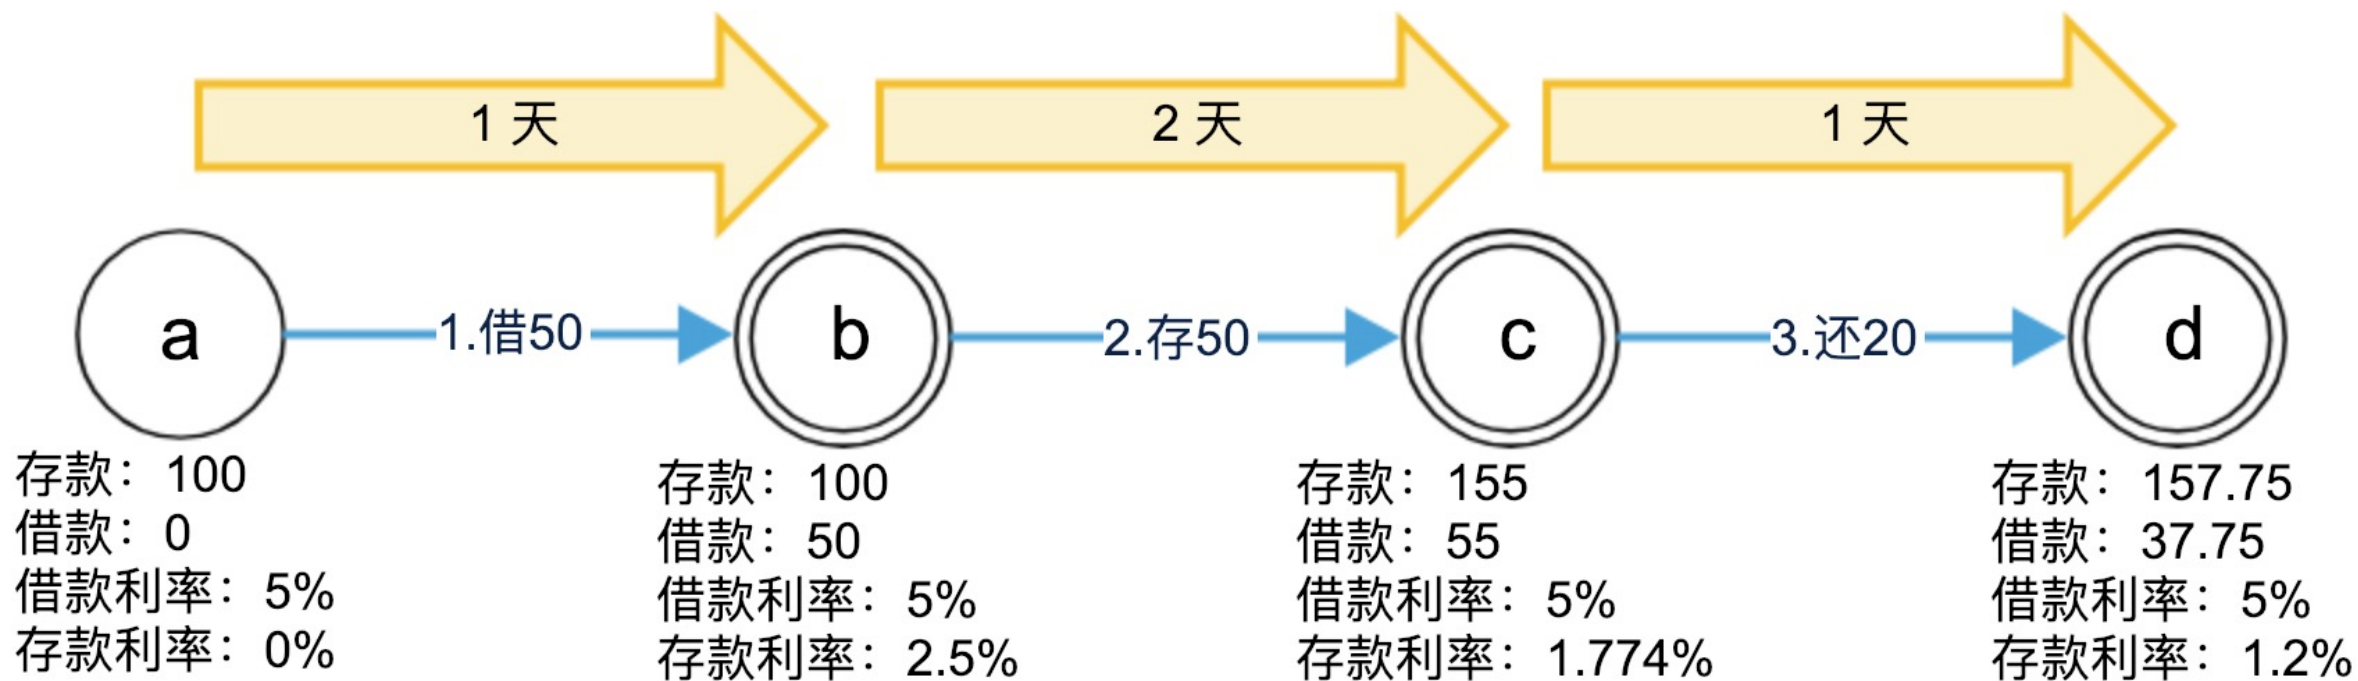 1 天
2 天
1 天
a
1.借50
b
2.存50
c
3.还20
d
存款：100
借款：0
借款利率：5%
存款利率：0%
存款：100
借款：50
借款利率：5%
存款利率：2.5%
存款：155
借款：55
借款利率：5%
存款利率：1.774%
存款：157.75
借款：37.75
借款利率：5%
存款利率：1.2%